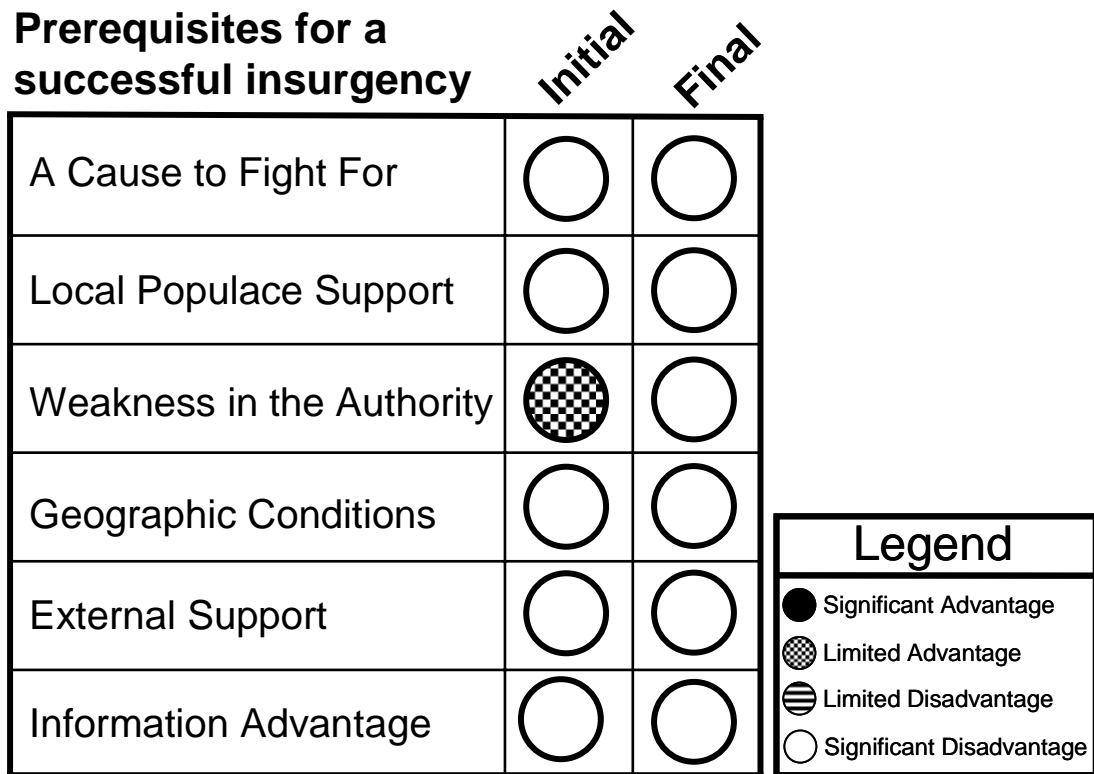 Prerequisites for a
successful insurgency
Initial
Final
A Cause to Fight For
Local Populace Support
Weakness in the Authority
Geographic Conditions
External Support
Information Advantage
Legend
Significant Advantage
Limited Advantage
Limited Disadvantage
Significant Disadvantage